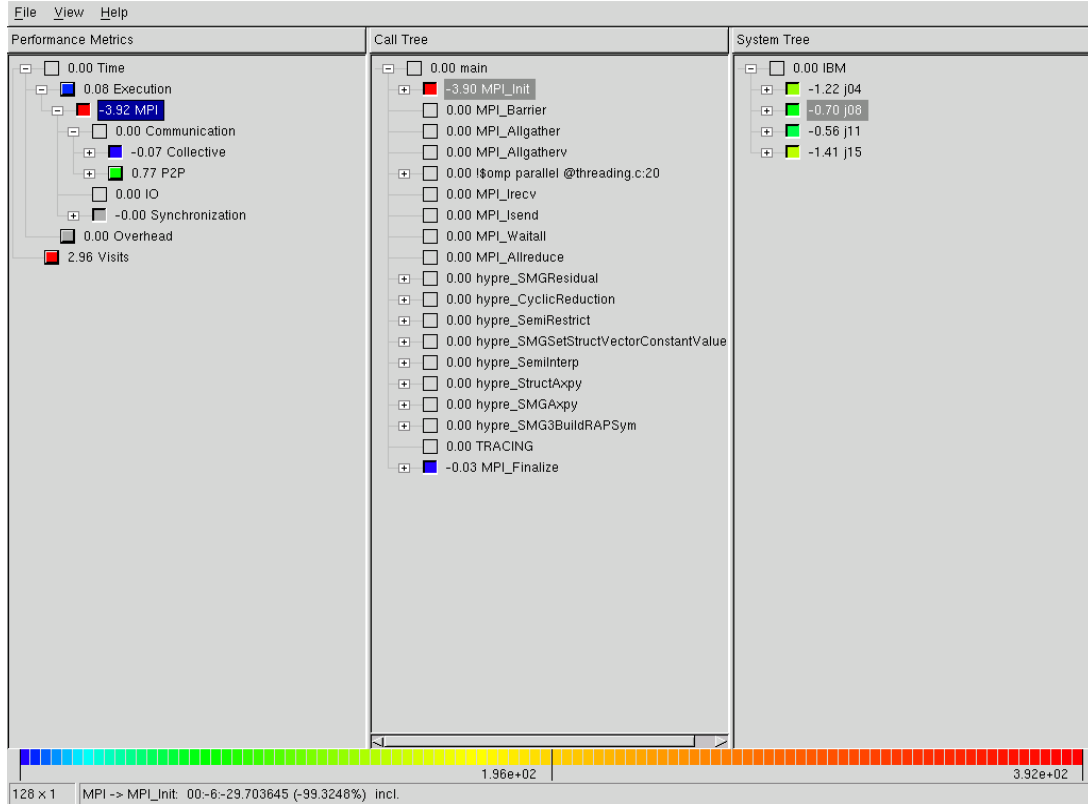 File View Help
Performance Metrics
0.00 Time
0.08 Execution
-3.92 MPI
0.00 Communication
-0.07 Collective
0.77 P2P
0.00 IO
-0.00 Synchronization
0.00 Overhead
2.96 Visits
Call Tree
0.00 main
-3.90 MPI_Init
0.00 MPI_Barrier
0.00 MPI_Allgather
0.00 MPI_Allgatherv
0.00 !$omp parallel @threading.c:20
0.00 MPI_Irecv
0.00 MPI_Isend
0.00 MPI_Waitall
0.00 MPI_Allreduce
0.00 hypre_SMGResidual
0.00 hypre_CyclicReduction
0.00 hypre_SemiRestrict
0.00 hypre_SMGSetStructVectorConstantValue
0.00 hypre_SemiInterp
0.00 hypre_StructAxpy
0.00 hypre_SMGAxpy
0.00 hypre_SMG3BuildRAPSym
0.00 TRACING
-0.03 MPI_Finalize
System Tree
0.00 IBM
-1.22 j04
-0.70 j08
-0.56 j11
-1.41 j15
1.96e+02 3.92e+02
128 x 1 MPI -> MPI_Init: 00:-6:-29.703645 (-99.3248%) incl.